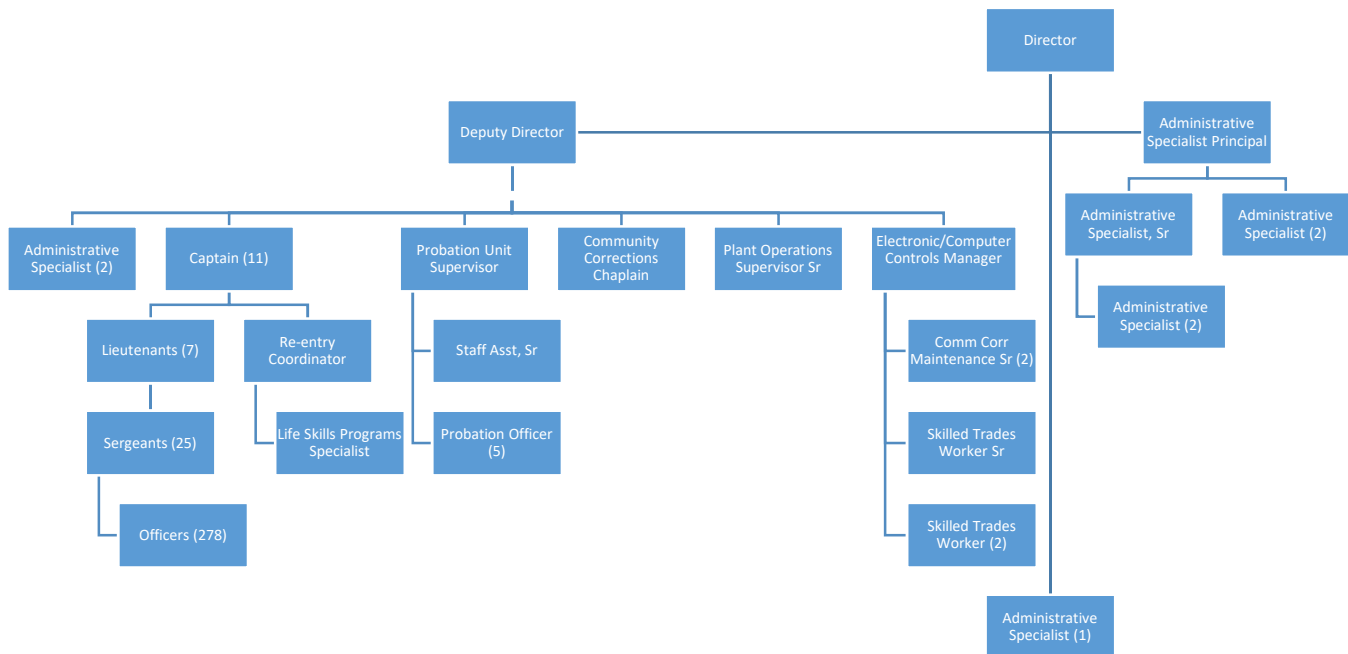 Director
Deputy Director
Administrative
Specialist Principal
Administrative
Specialist (2)
Captain (11)
Probation Unit
Supervisor
Community
Corrections
Chaplain
Plant Operations
Supervisor Sr
Electronic/Computer
Controls Manager
Administrative
Specialist, Sr
Administrative
Specialist (2)
Lieutenants (7)
Re-entry
Coordinator
Staff Asst, Sr
Comm Corr
Maintenance Sr (2)
Administrative
Specialist (2)
Sergeants (25)
Life Skills Programs
Specialist
Probation Officer
(5)
Skilled Trades
Worker Sr
Officers (278)
Skilled Trades
Worker (2)
Administrative
Specialist (1)